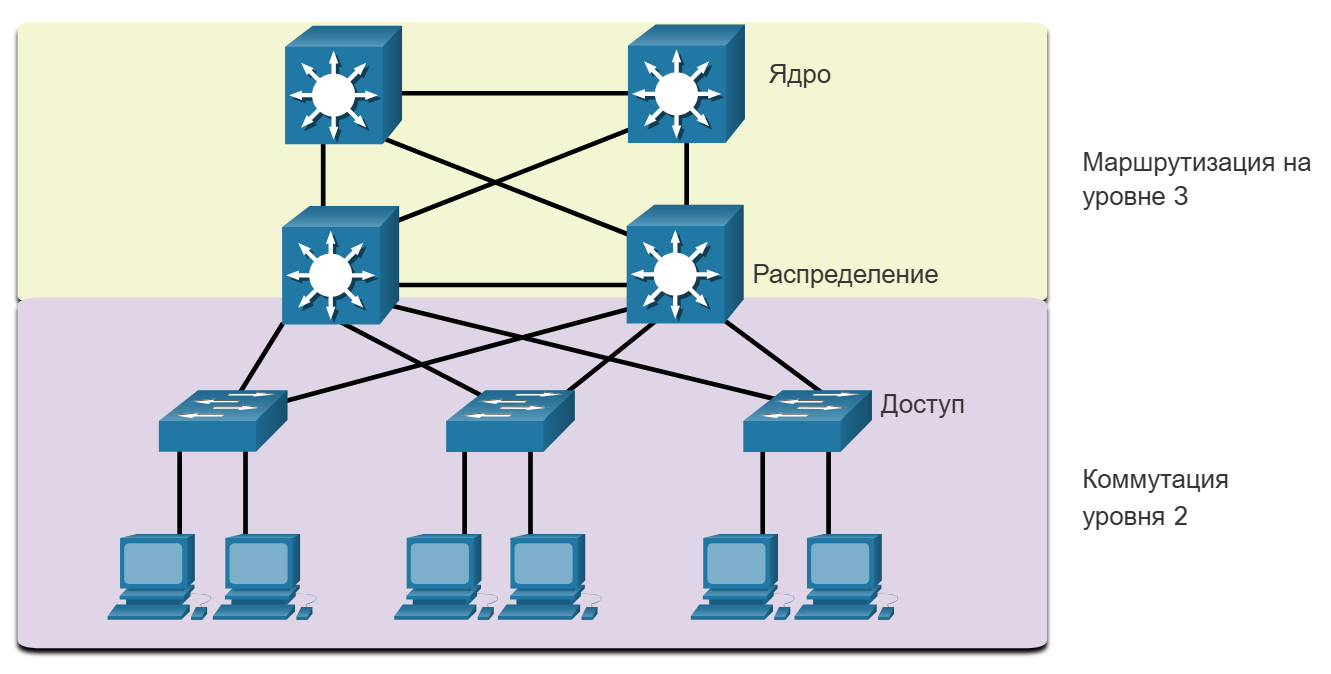 Ядро
Маршрутизация на
уровне 3
Распределение
Доступ
Коммутация
уровня 2